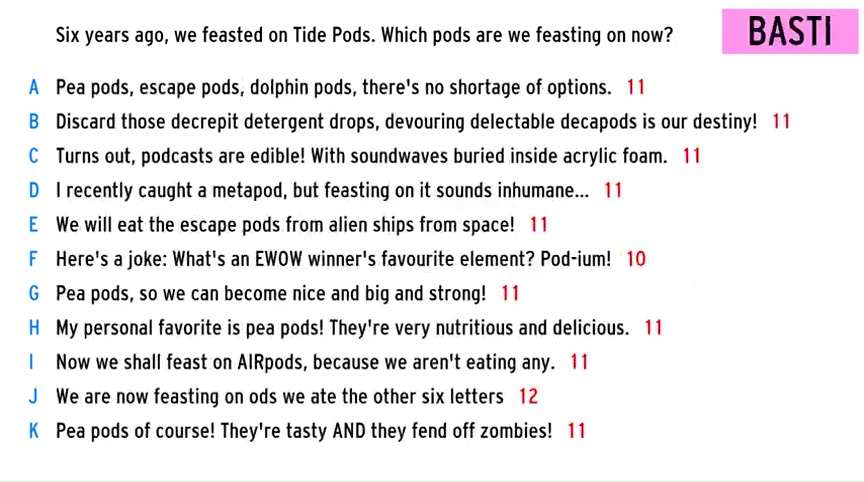 Six years ago, we feasted on Tide Pods. Which pods are we feasting on now?
BASTI
A Pea pods, escape pods, dolphin pods, there's no shortage of options. 11
B Discard those decrepit detergent drops, devouring delectable decapods is our destiny! 11
C Turns out, podcasts are edible! With soundwaves buried inside acrylic foam. 11
D I recently caught a metapod, but feasting on it sounds inhumane... 11
E We will eat the escape pods from alien ships from space! 11
F Here's a joke: What's an EWOW winner's favourite element? Pod-ium! 10
G Pea pods, so we can become nice and big and strong! 11
H My personal favorite is pea pods! They're very nutritious and delicious. 11
I Now we shall feast on AIRpods, because we aren't eating any. 11
J We are now feasting on ods we ate the other six letters 12
K Pea pods of course! They're tasty AND they fend off zombies! 11